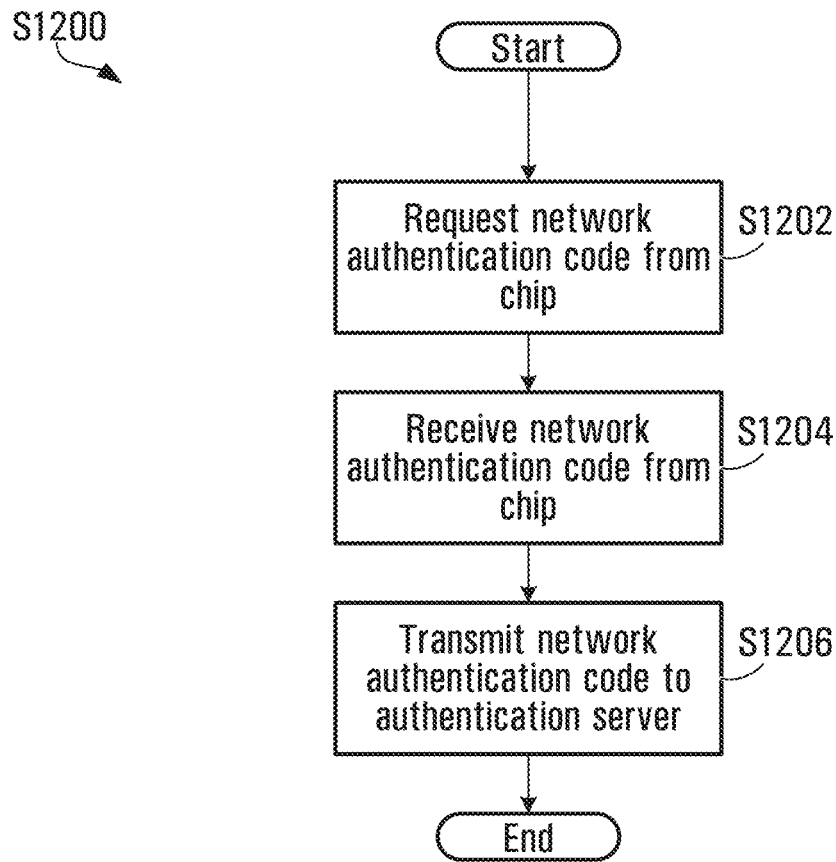 S1200
Start
Request network
authentication code from
chip
S1202
Receive network
authentication code from
chip
S1204
Transmit network
authentication code to
authentication server
S1206
End